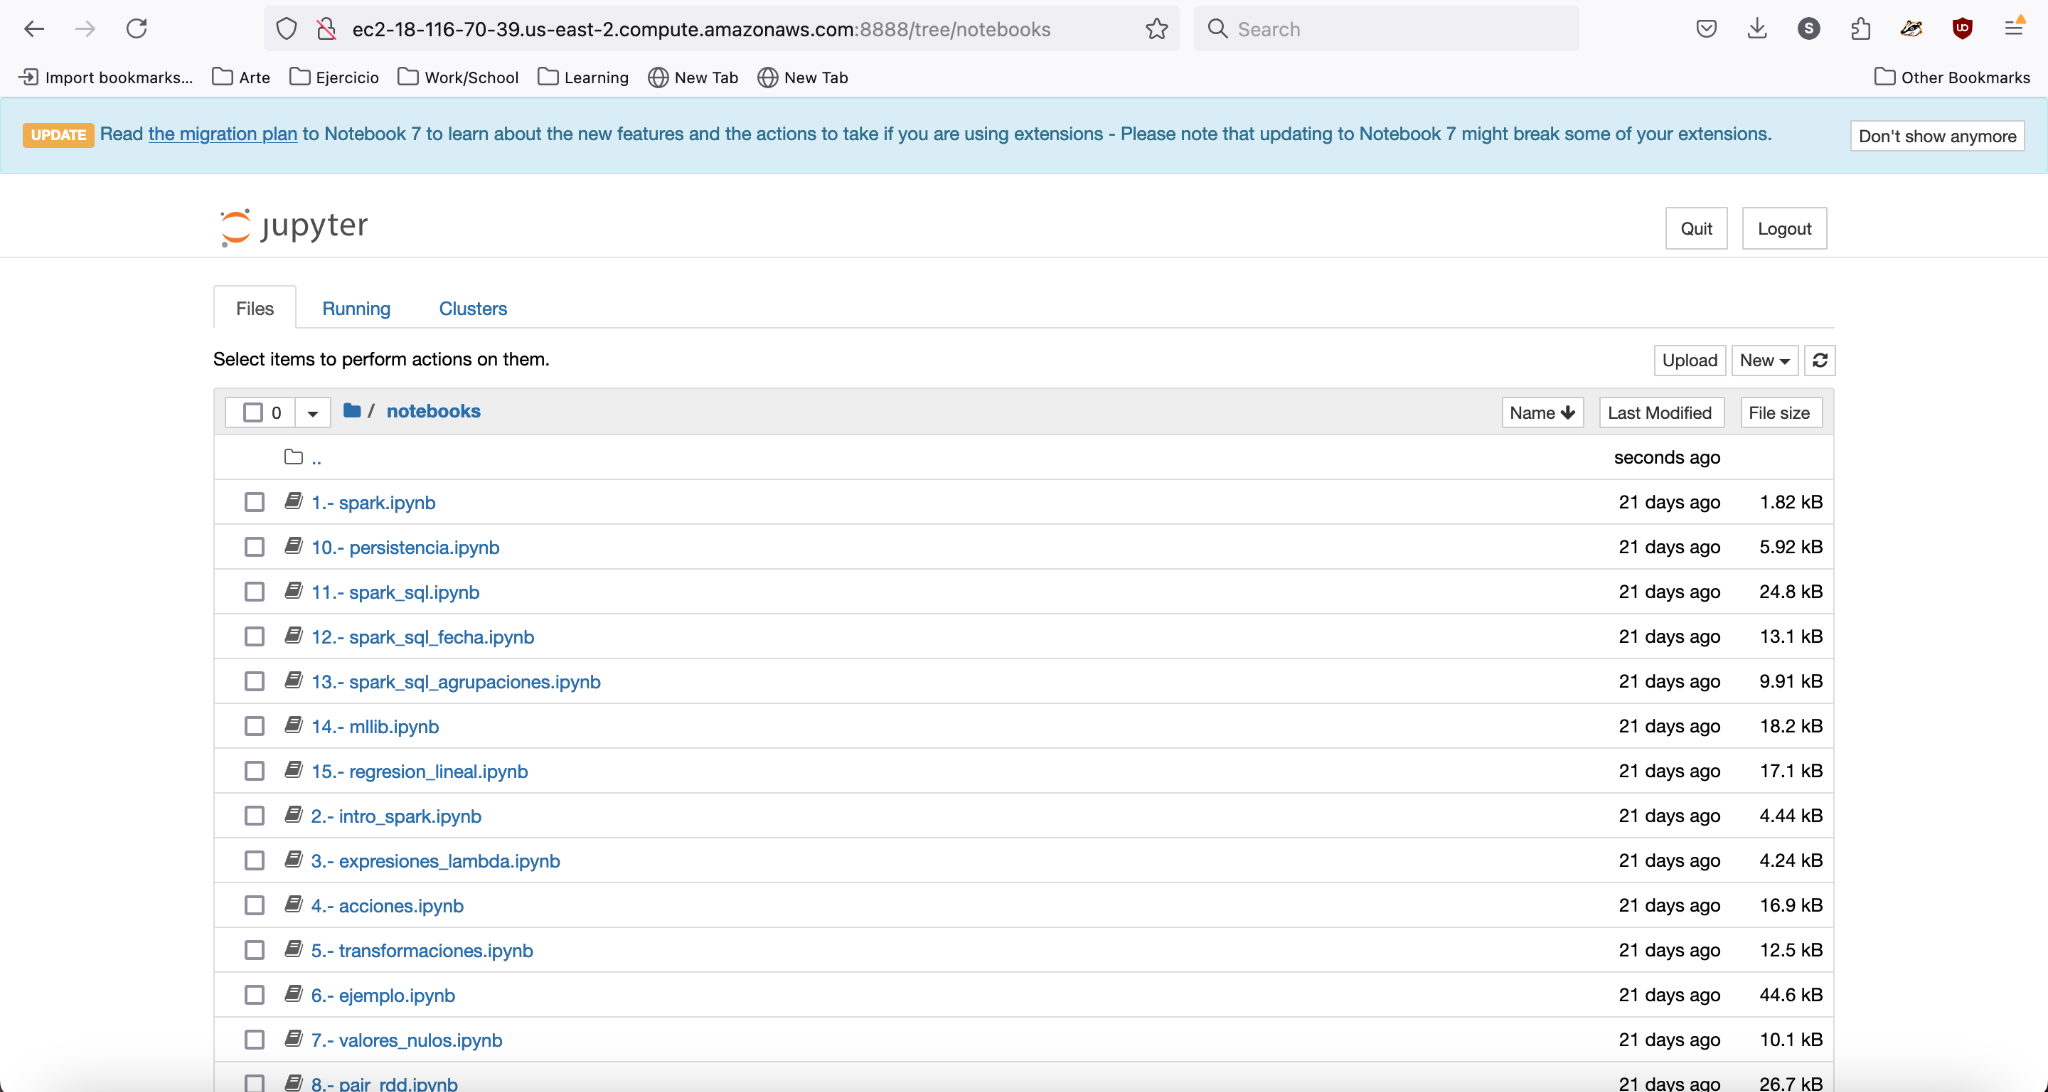 ec2-18-116-70-39.us-east-2.compute.amazonaws.com:8888/tree/notebooks Search S
Import bookmarks... Arte Ejercicio Work/School Learning New Tab New Tab Other Bookmarks
UPDATE Read the migration plan to Notebook 7 to learn about the new features and the actions to take if you are using extensions - Please note that updating to Notebook 7 might break some of your extensions. Don't show anymore
jupyter Quit Logout
Files Running Clusters
Select items to perform actions on them. Upload New
0 / notebooks Name Last Modified File size
.. seconds ago
1.- spark.ipynb 21 days ago 1.82 kB
10.- persistencia.ipynb 21 days ago 5.92 kB
11.- spark_sql.ipynb 21 days ago 24.8 kB
12.- spark_sql_fecha.ipynb 21 days ago 13.1 kB
13.- spark_sql_agrupaciones.ipynb 21 days ago 9.91 kB
14.- mllib.ipynb 21 days ago 18.2 kB
15.- regresion_lineal.ipynb 21 days ago 17.1 kB
2.- intro_spark.ipynb 21 days ago 4.44 kB
3.- expresiones_lambda.ipynb 21 days ago 4.24 kB
4.- acciones.ipynb 21 days ago 16.9 kB
5.- transformaciones.ipynb 21 days ago 12.5 kB
6.- ejemplo.ipynb 21 days ago 44.6 kB
7.- valores_nulos.ipynb 21 days ago 10.1 kB
8.- pair_rdd.ipynb 21 days ago 26.7 kB